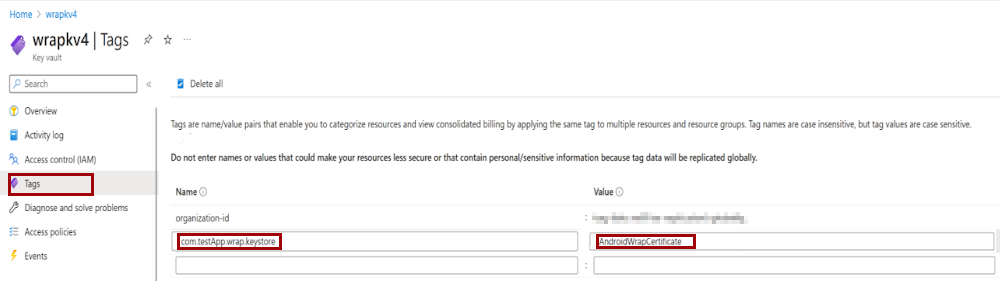 Home > wrapkv4
wrapkv4 | Tags
Key vault
Search
Delete all
Overview
Activity log
Access control (IAM)
Tags
Diagnose and solve problems
Access policies
Events
Tags are name/value pairs that enable you to categorize resources and view consolidated billing by applying the same tag to multiple resources and resource groups. Tag names are case insensitive, but tag values are case sensitive.
Do not enter names or values that could make your resources less secure or that contain personal/sensitive information because tag data will be replicated globally.
Name Value
organization-id :
com.testApp.wrap.keystore AndroidWrapCertificate
: